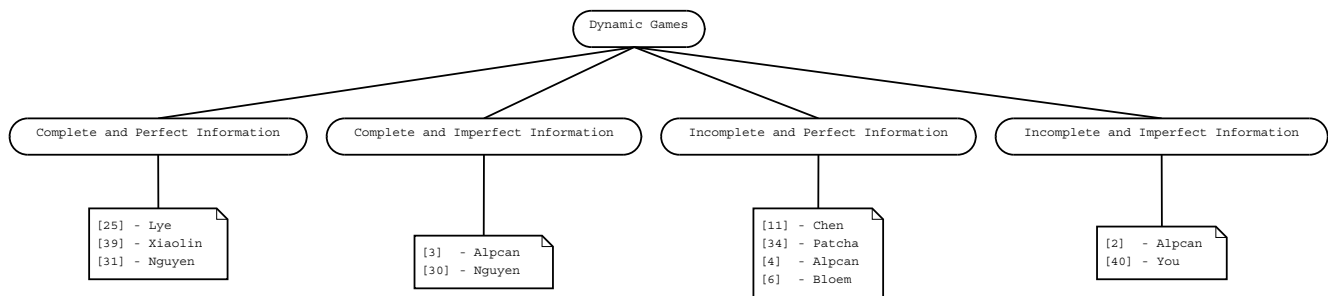 Dynamic Games
Complete and Perfect Information
Complete and Imperfect Information
Incomplete and Perfect Information
Incomplete and Imperfect Information
[25] - Lye
[39] - Xiaolin
[31] - Nguyen
[3]  - Alpcan
[30] - Nguyen
[11] - Chen
[34] - Patcha
[4]  - Alpcan
[6]  - Bloem
[2]  - Alpcan
[40] - You